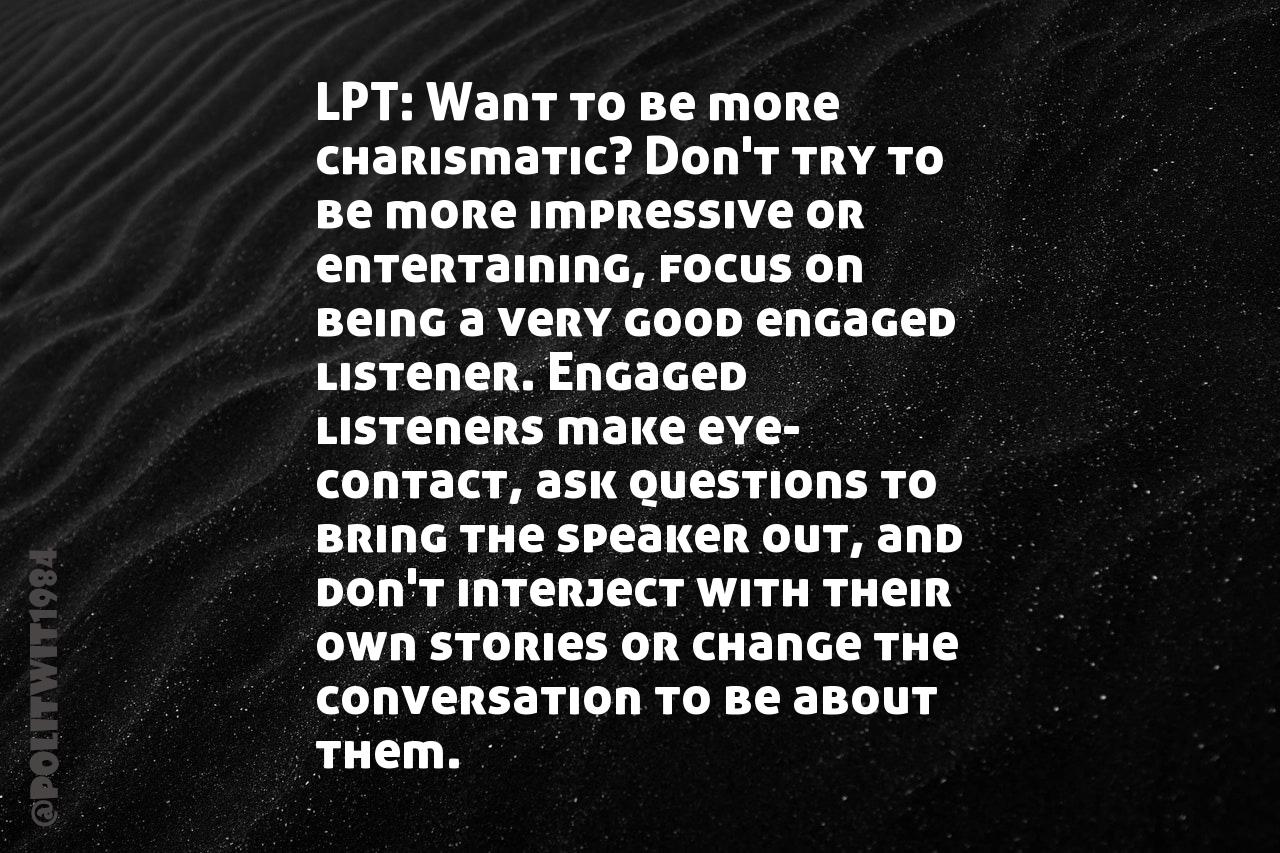 LPT: Want to be more
charismatic? Don't try to
be more impressive or
entertaining, focus on
being a very good engaged
listener. Engaged
listeners make eye-
contact, ask questions to
bring the speaker out, and
don't interject with their
own stories or change the
conversation to be about
them.
@POLITWIT1984